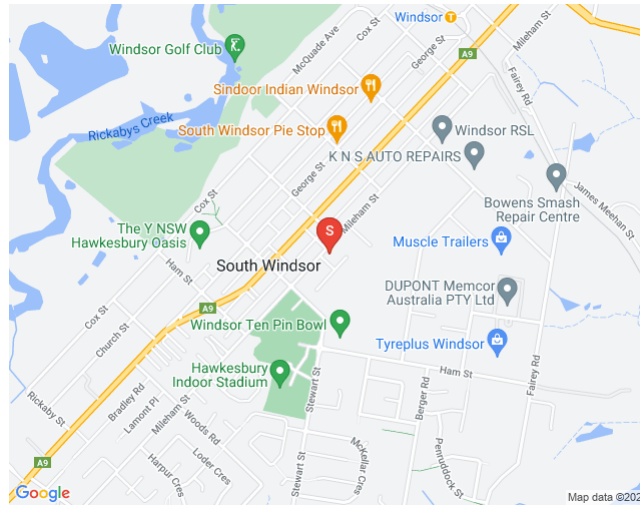 Windsor
Mileham St
Cox St
McQuade Ave
George St
A9
Fairey Rd
Windsor Golf Club
Sindoor Indian Windsor
Rickabys Creek
South Windsor Pie Stop
Windsor RSL
K N S AUTO REPAIRS
George St
James Meehan St
Bowens Smash
Repair Centre
Cox St
Mileham St
The Y NSW
Hawkesbury Oasis
S
Muscle Trailers
South Windsor
Ham St
DUPONT Memcor
Australia PTY Ltd
A9
Cox St
Windsor Ten Pin Bowl
Church St
Tyreplus Windsor
Hawkesbury
Indoor Stadium
Ham St
Fairey Rd
Rickaby St
Bradley Rd
Lamont Pl
Mileham St
Stewart St
Berger Rd
Woods Rd
Loder Cres
McKellar Cres
Penruddock St
A9
Harpur Cres
Stewart St
Google
Map data ©202